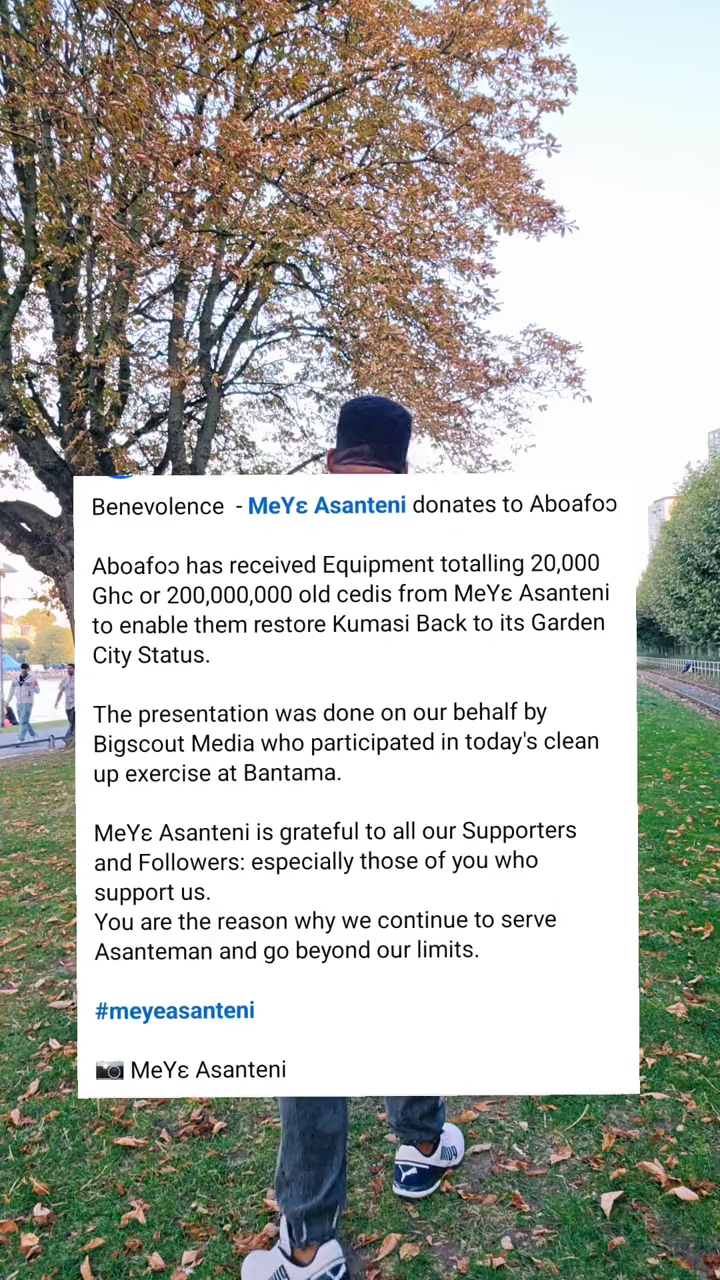 Benevolence - MeYɛ Asanteni donates to Aboafoɔ
Aboafoɔ has received Equipment totalling 20,000
Ghc or 200,000,000 old cedis from MeYɛ Asanteni
to enable them restore Kumasi Back to its Garden
City Status.
The presentation was done on our behalf by
Bigscout Media who participated in today's clean
up exercise at Bantama.
MeYɛ Asanteni is grateful to all our Supporters
and Followers: especially those of you who
support us.
You are the reason why we continue to serve
Asanteman and go beyond our limits.
#meyeasanteni
📷 MeYɛ Asanteni